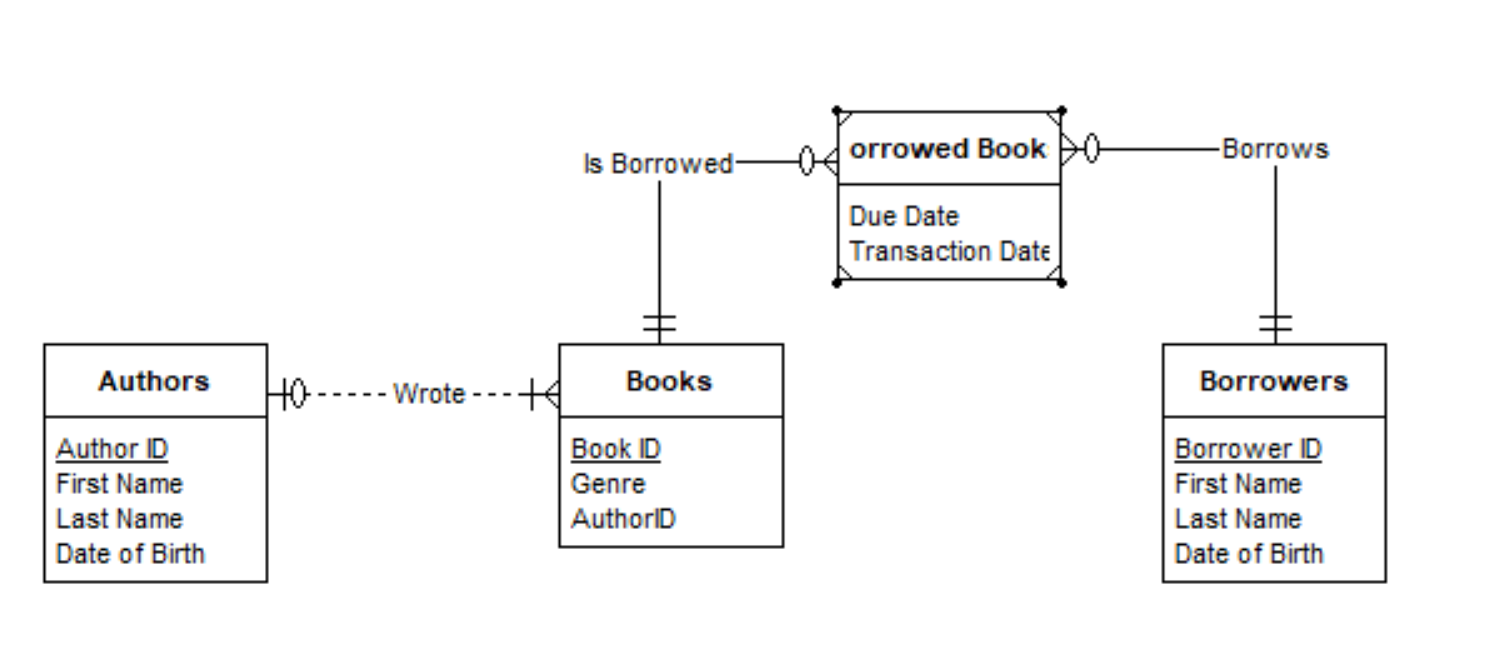 orrowed Book
Is Borrowed
Borrows
Due Date
Transaction Date
Authors
Wrote
Books
Borrowers
Author ID
First Name
Last Name
Date of Birth
Book ID
Genre
AuthorID
Borrower ID
First Name
Last Name
Date of Birth